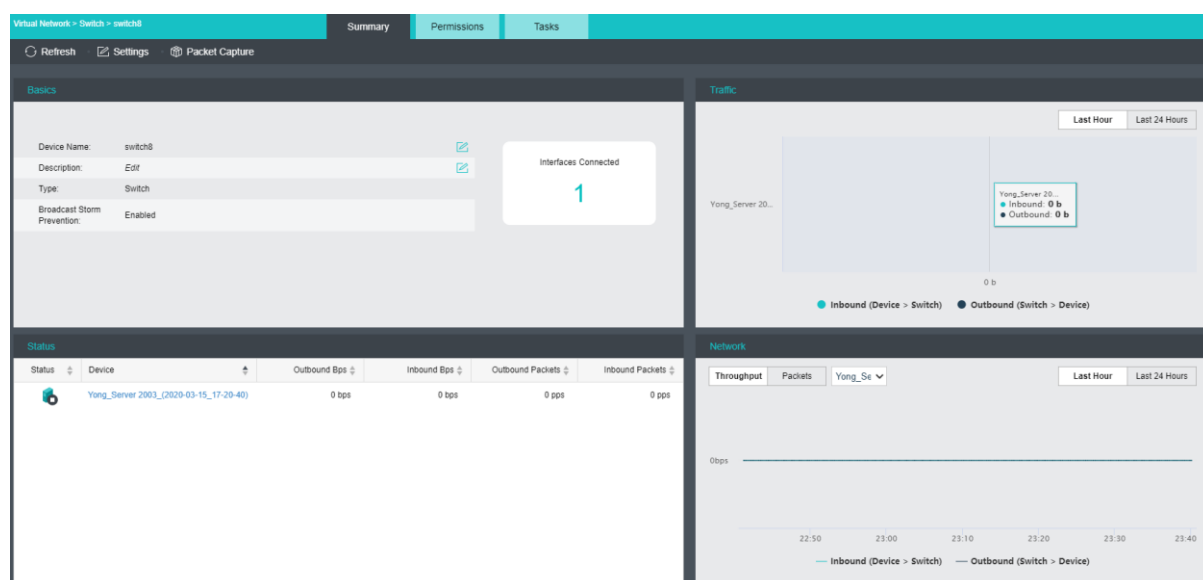 Virtual Network > Switch > switch8
Summary
Permissions
Tasks
Refresh
Settings
Packet Capture
Basics
Device Name: switch8
Description: Edit
Type: Switch
Broadcast Storm
Prevention: Enabled
Interfaces Connected
1
Traffic
Last Hour
Last 24 Hours
Yong_Server 20...
Yong_Server 20...
Inbound: 0 b
Outbound: 0 b
0 b
Inbound (Device > Switch)
Outbound (Switch > Device)
Status
Status Device Outbound Bps Inbound Bps Outbound Packets Inbound Packets
Yong_Server 2003_(2020-03-15_17-20-40) 0 bps 0 bps 0 pps 0 pps
Network
Throughput
Packets
Yong_Se
Last Hour
Last 24 Hours
0bps
22:50 23:00 23:10 23:20 23:30 23:40
Inbound (Device > Switch)
Outbound (Switch > Device)